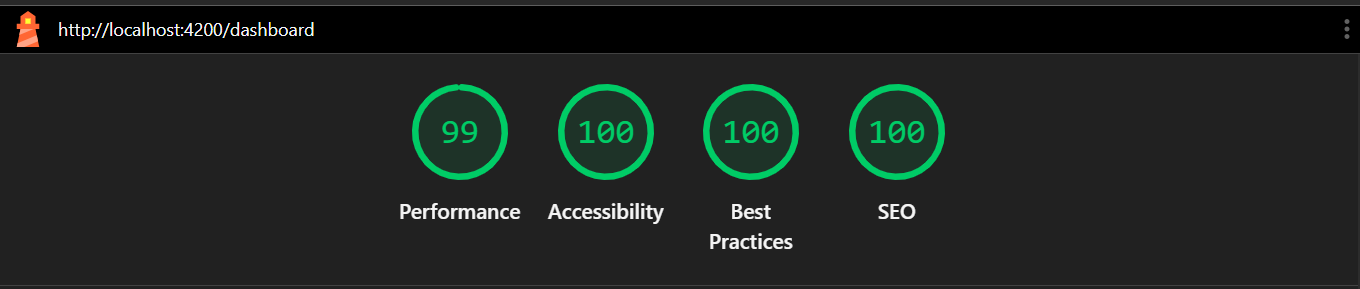 http://localhost:4200/dashboard
99
100
100
100
Performance
Accessibility
Best
Practices
SEO